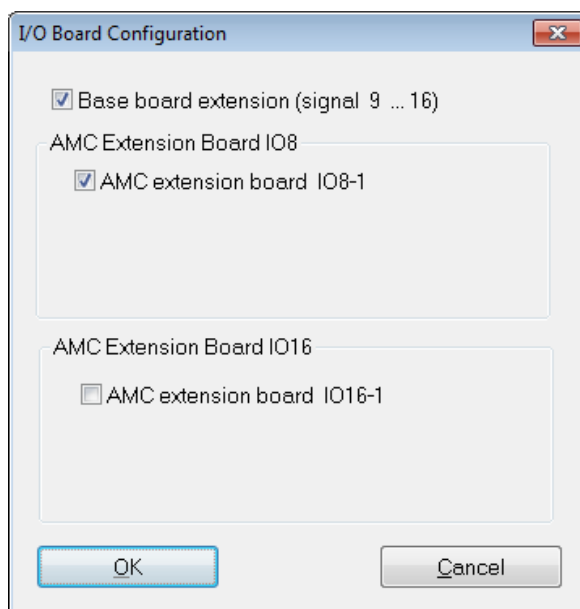 I/O Board Configuration
Base board extension (signal 9 ... 16)
AMC Extension Board IO8
AMC extension board IO8-1
AMC Extension Board IO16
AMC extension board IO16-1
OK
Cancel